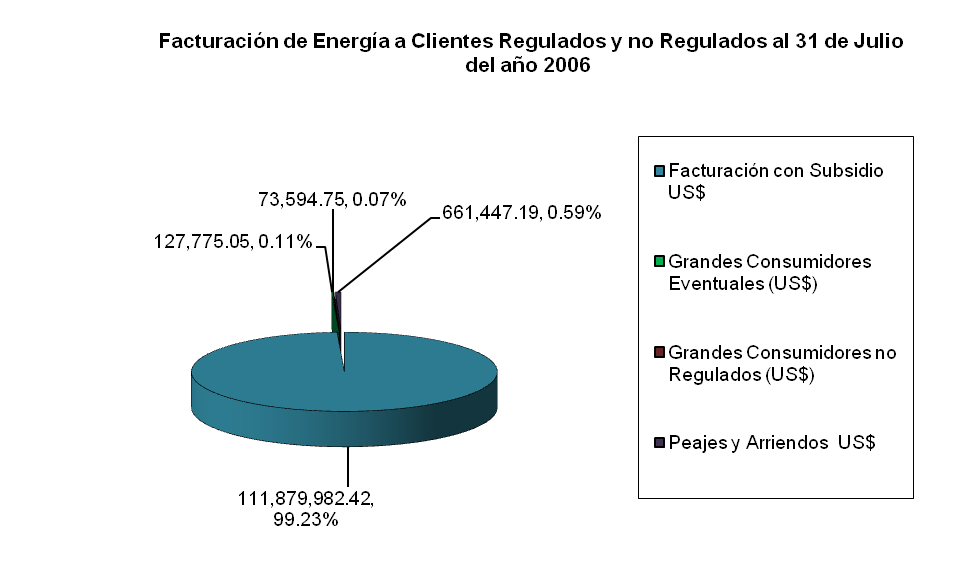 Facturación de Energía a Clientes Regulados y no Regulados al 31 de Julio
del año 2006
73,594.75, 0.07%
661,447.19, 0.59%
127,775.05, 0.11%
111,879,982.42,
99.23%
Facturación con Subsidio
US$
Grandes Consumidores
Eventuales (US$)
Grandes Consumidores no
Regulados (US$)
Peajes y Arriendos  US$